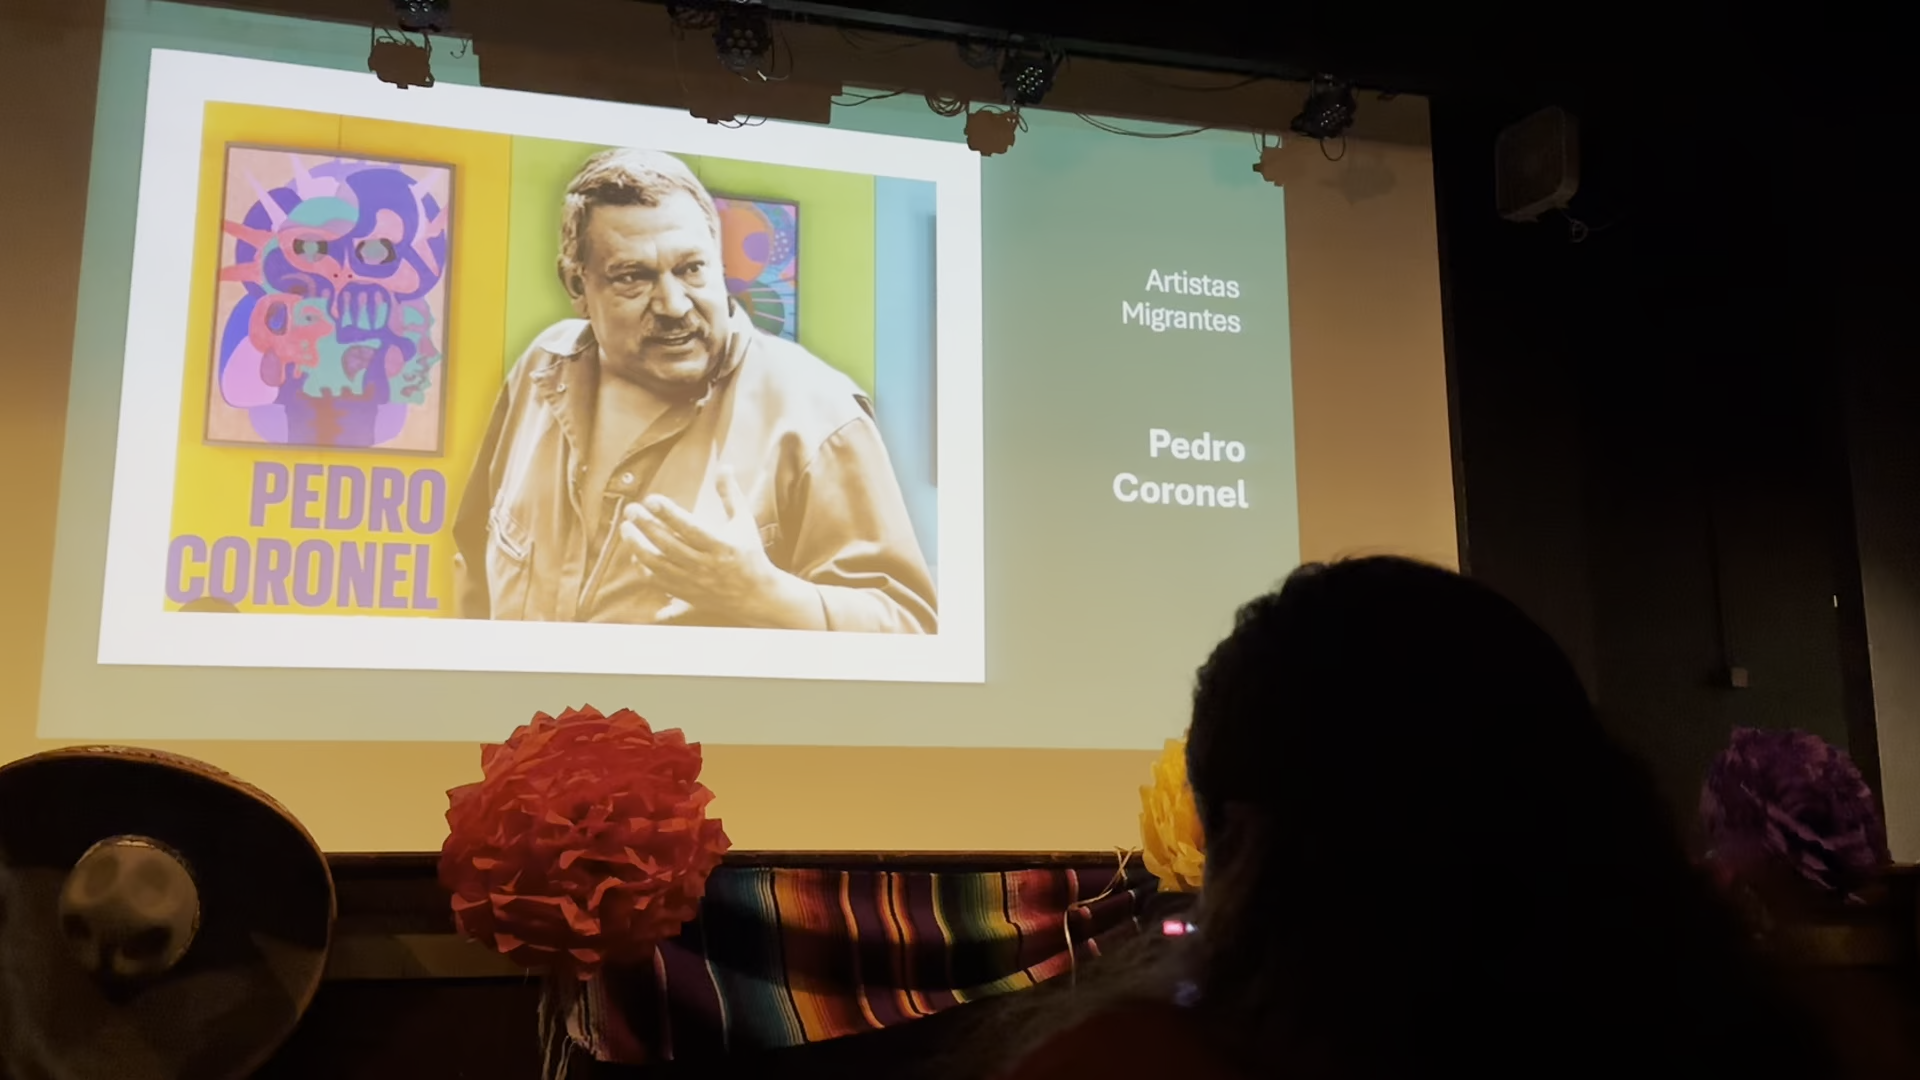 PEDRO
CORONEL
Artistas
Migrantes
Pedro
Coronel